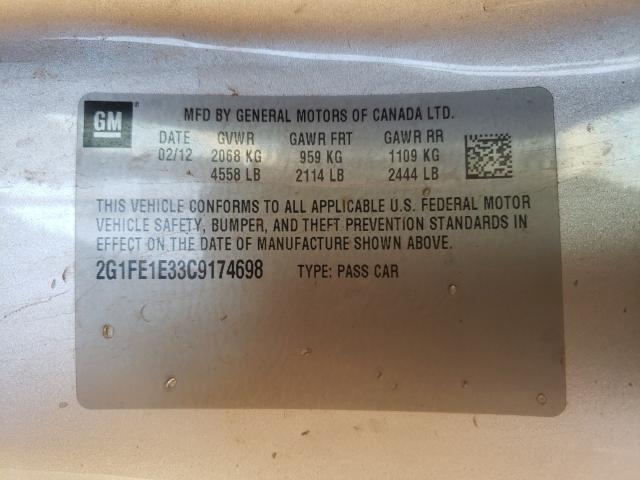 GM ®
MFD BY GENERAL MOTORS OF CANADA LTD.
DATE GVWR GAWR FRT GAWR RR
02/12 2068 KG 959 KG 1109 KG
4558 LB 2114 LB 2444 LB
THIS VEHICLE CONFORMS TO ALL APPLICABLE U.S. FEDERAL MOTOR
VEHICLE SAFETY, BUMPER, AND THEFT PREVENTION STANDARDS IN
EFFECT ON THE DATE OF MANUFACTURE SHOWN ABOVE.
2G1FE1E33C9174698 TYPE: PASS CAR